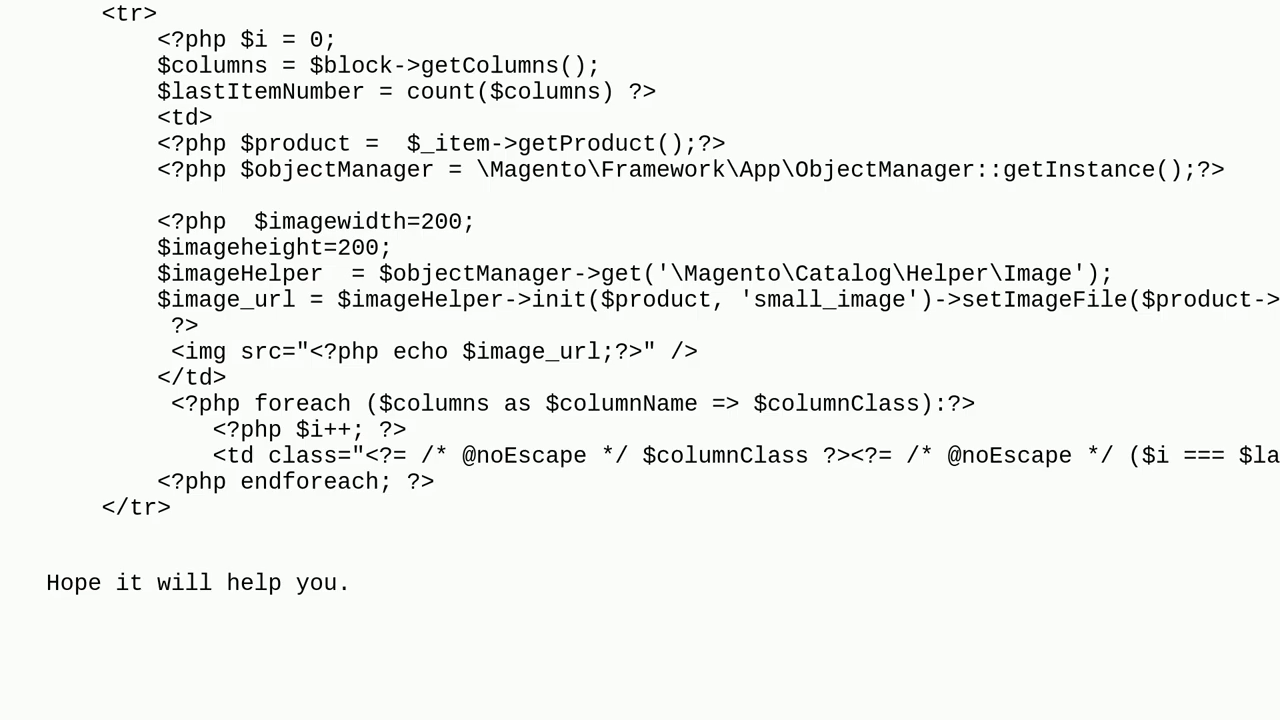 <tr>
<?php $i = 0;
$columns = $block->getColumns();
$lastItemNumber = count($columns) ?>
<td>
<?php $product =  $_item->getProduct();?>
<?php $objectManager = \Magento\Framework\App\ObjectManager::getInstance();?>
<?php  $imagewidth=200;
$imageheight=200;
$imageHelper  = $objectManager->get('\Magento\Catalog\Helper\Image');
$image_url = $imageHelper->init($product, 'small_image')->setImageFile($product->
?>
<img src="<?php echo $image_url;?>" />
</td>
<?php foreach ($columns as $columnName => $columnClass):?>
<?php $i++; ?>
<td class="<?= /* @noEscape */ $columnClass ?><?= /* @noEscape */ ($i === $la
<?php endforeach; ?>
</tr>
Hope it will help you.